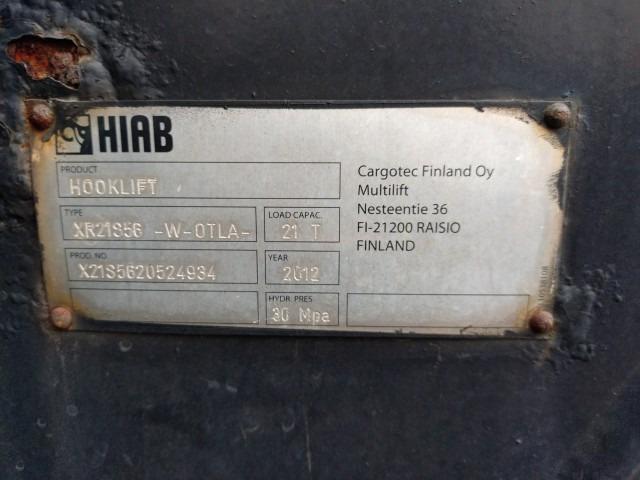 HIAB
PRODUCT
HOOKLIFT
TYPE
XR21S56 -W-OTLA-
LOAD CAPAC.
21 T
PROD. NO
X21S5620524934
YEAR
2012
HYDR. PRES
30 Mpa
Cargotec Finland Oy
Multilift
Nesteentie 36
FI-21200 RAISIO
FINLAND